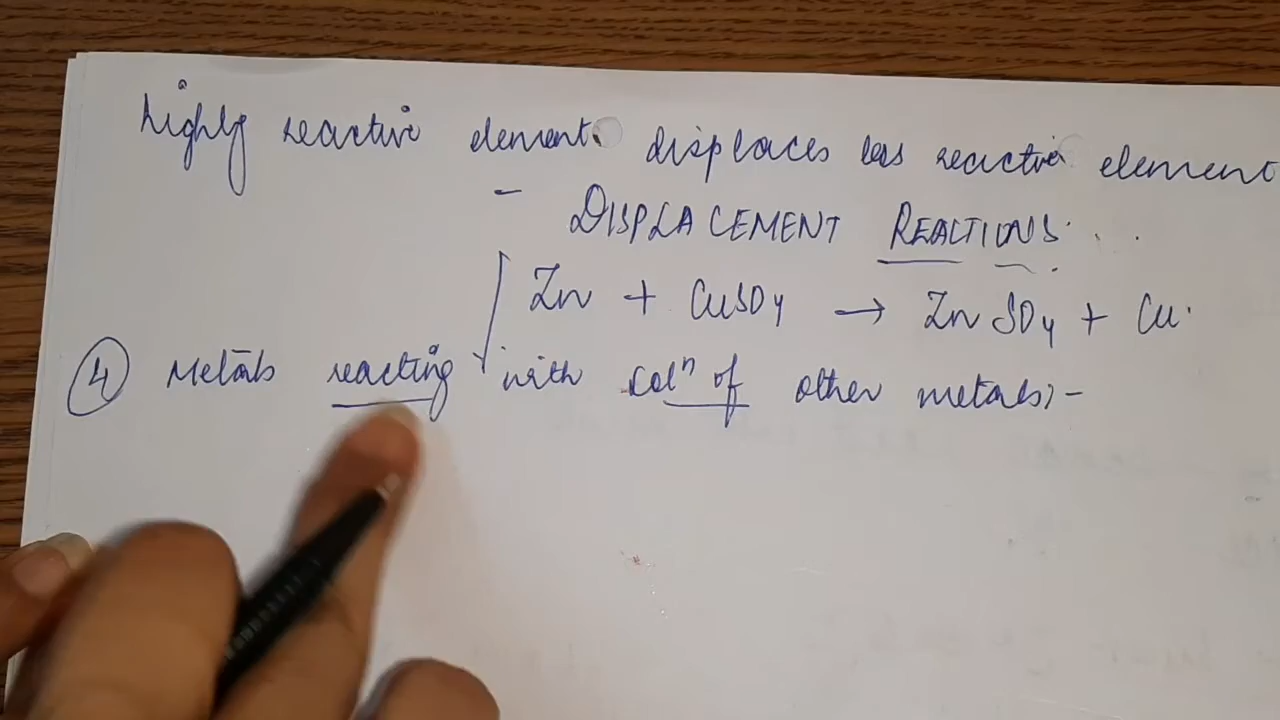 highly reactive element displaces less reactive element
- DISPLACEMENT REACTIONS.
Zn + CuSO4 → ZnSO4 + Cu.
④ Metals reacting with solⁿ of other metals:-